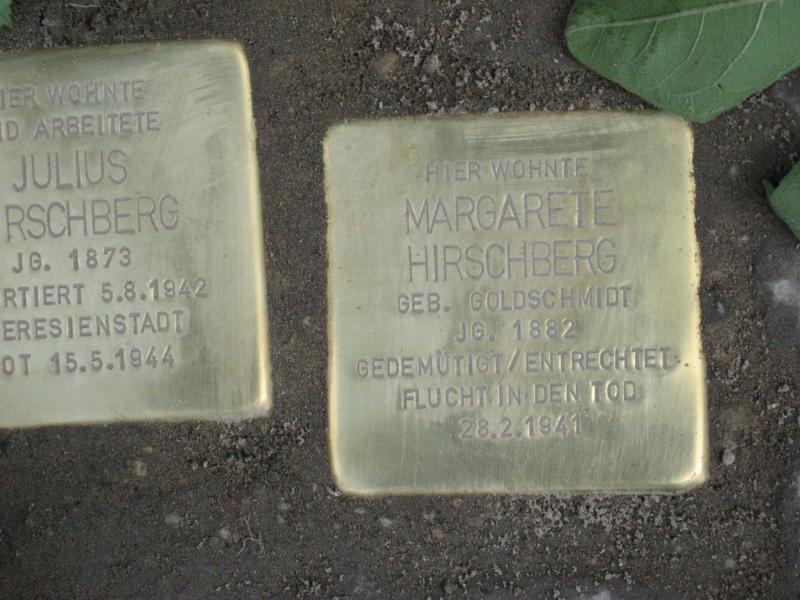 IER WOHNTE
ND ARBEITETE
JULIUS
RSCHBERG
JG. 1873
RTIERT 5.8.1942
ERESIENSTADT
OT 15.5.1944
HIER WOHNTE
MARGARETE
HIRSCHBERG
GEB. GOLDSCHMIDT
JG. 1882
GEDEMÜTIGT/ENTRECHTET
FLUCHT IN DEN TOD
28.2.1941